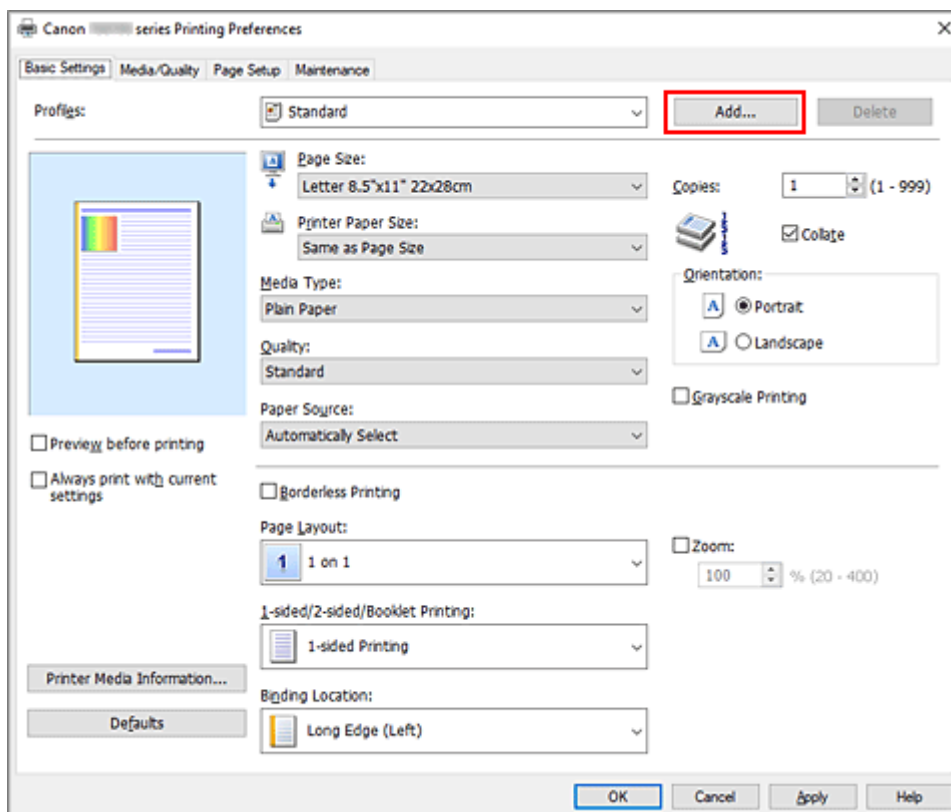 Canon series Printing Preferences
Basic Settings Media/Quality Page Setup Maintenance
Profiles: Standard Add... Delete
Page Size:
Letter 8.5"x11" 22x28cm
Copies: 1 (1 - 999)
Printer Paper Size:
Same as Page Size
Collate
Media Type:
Plain Paper
Orientation:
A Portrait
A Landscape
Quality:
Standard
Grayscale Printing
Paper Source:
Automatically Select
Preview before printing
Always print with current
settings
Borderless Printing
Page Layout:
1 1 on 1
Zoom:
100 % (20 - 400)
1-sided/2-sided/Booklet Printing:
1-sided Printing
Printer Media Information...
Binding Location:
Defaults
Long Edge (Left)
OK Cancel Apply Help